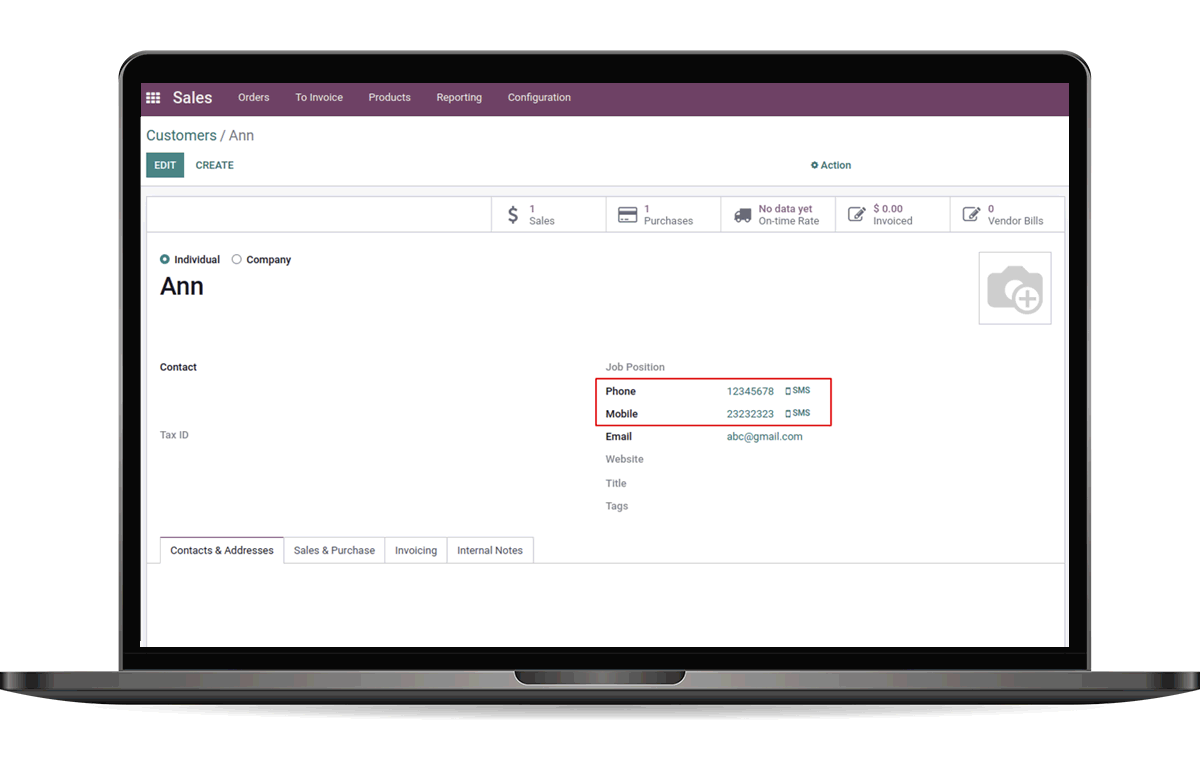 Sales Orders To Invoice Products Reporting Configuration
Customers / Ann
EDIT CREATE Action
1 Sales
1 Purchases
No data yet On-time Rate
$ 0.00 Invoiced
0 Vendor Bills
Individual Company
Ann
Contact
Tax ID
Job Position
Phone 12345678 SMS
Mobile 23232323 SMS
Email abc@gmail.com
Website
Title
Tags
Contacts & Addresses Sales & Purchase Invoicing Internal Notes